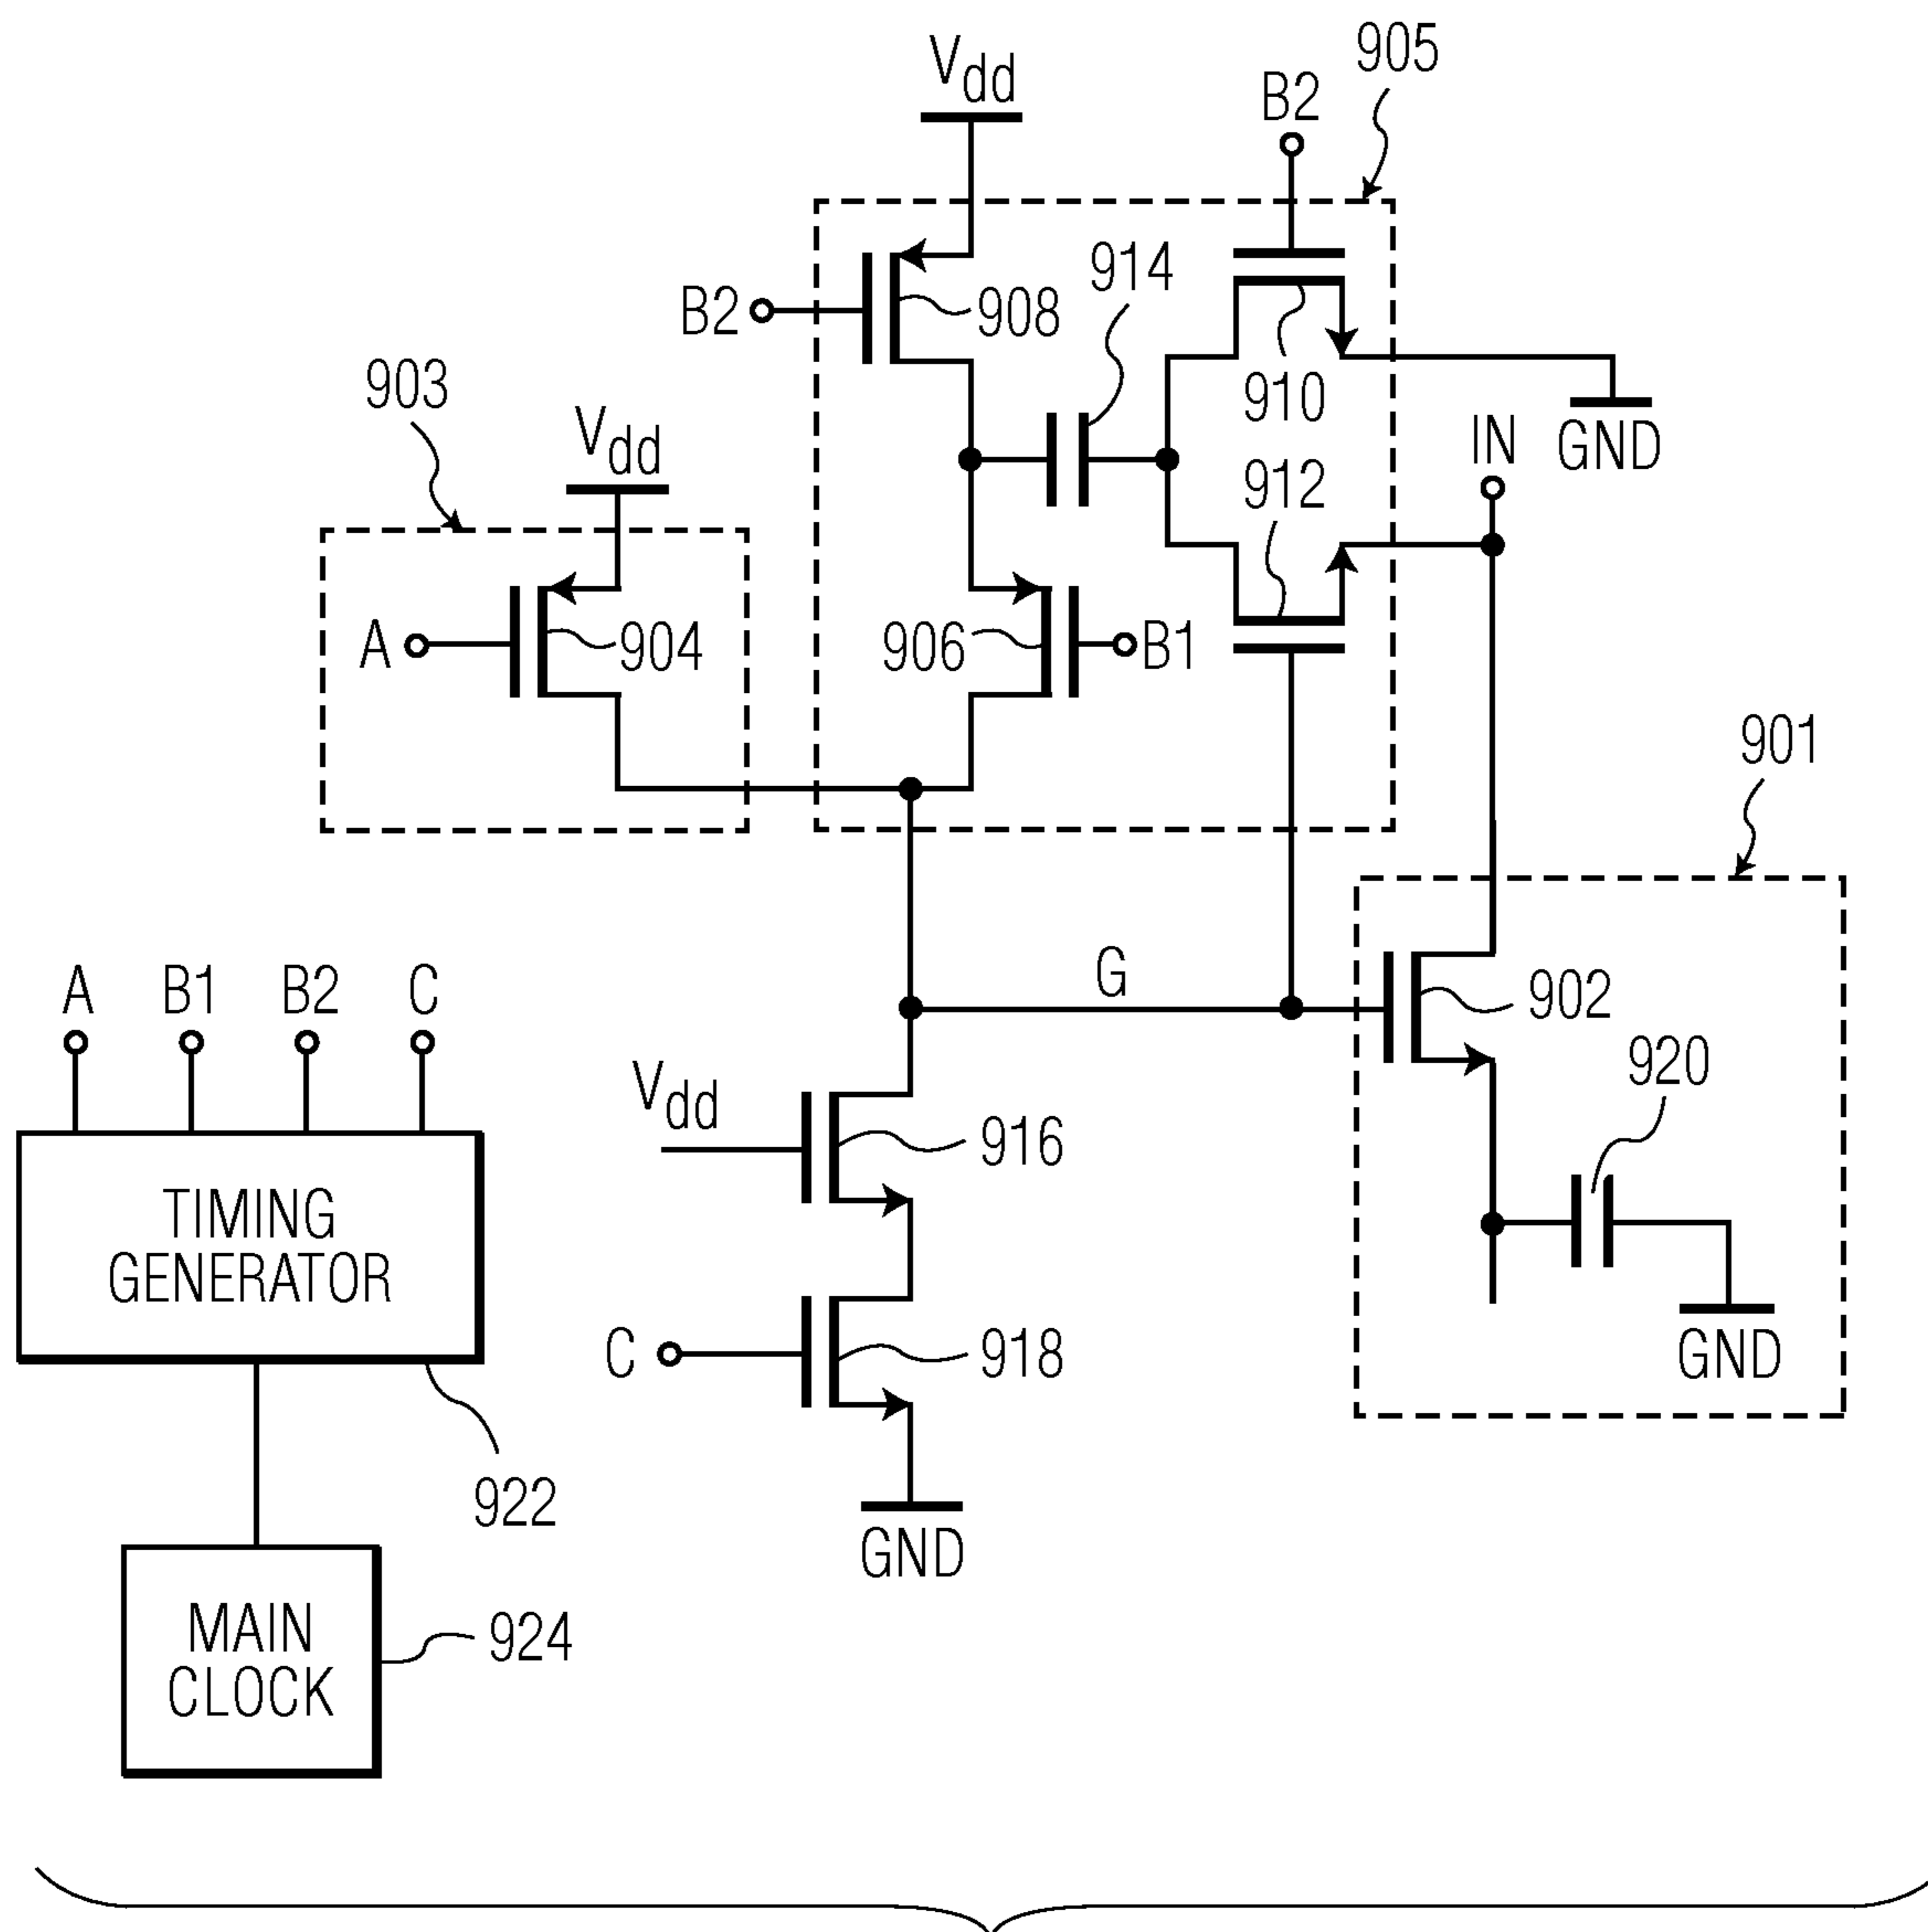 905
Vdd
B2
914
B2
908
903
910
Vdd
IN
GND
912
A
904
906
B1
901
G
A
B1
B2
C
902
Vdd
920
916
TIMING
GENERATOR
C
918
GND
922
GND
MAIN
CLOCK
924